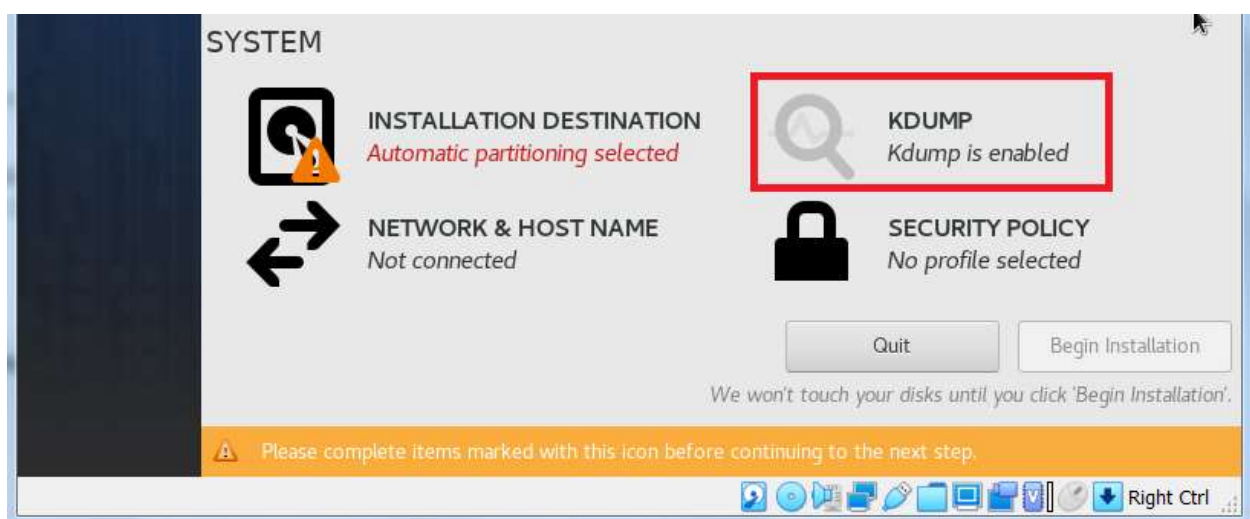 SYSTEM
INSTALLATION DESTINATION
Automatic partitioning selected
KDUMP
Kdump is enabled
NETWORK & HOST NAME
Not connected
SECURITY POLICY
No profile selected
Quit
Begin Installation
We won't touch your disks until you click 'Begin Installation'.
Please complete items marked with this icon before continuing to the next step.
Right Ctrl